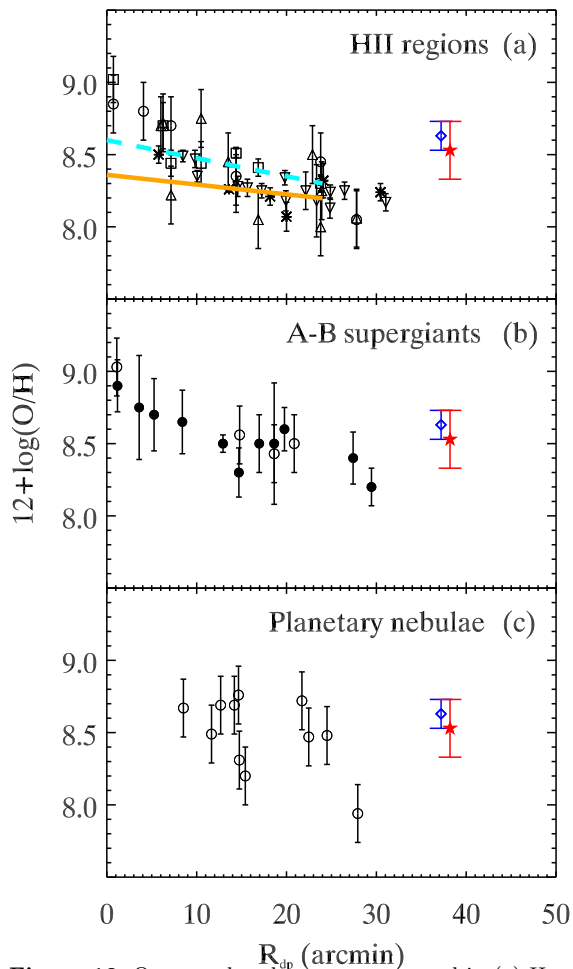 HII regions (a)
9.0
8.5
8.0
A-B supergiants (b)
9.0
8.5
8.0
12+log(O/H)
Planetary nebulae (c)
9.0
8.5
8.0
0 10 20 30 40 50
R_dp (arcmin)